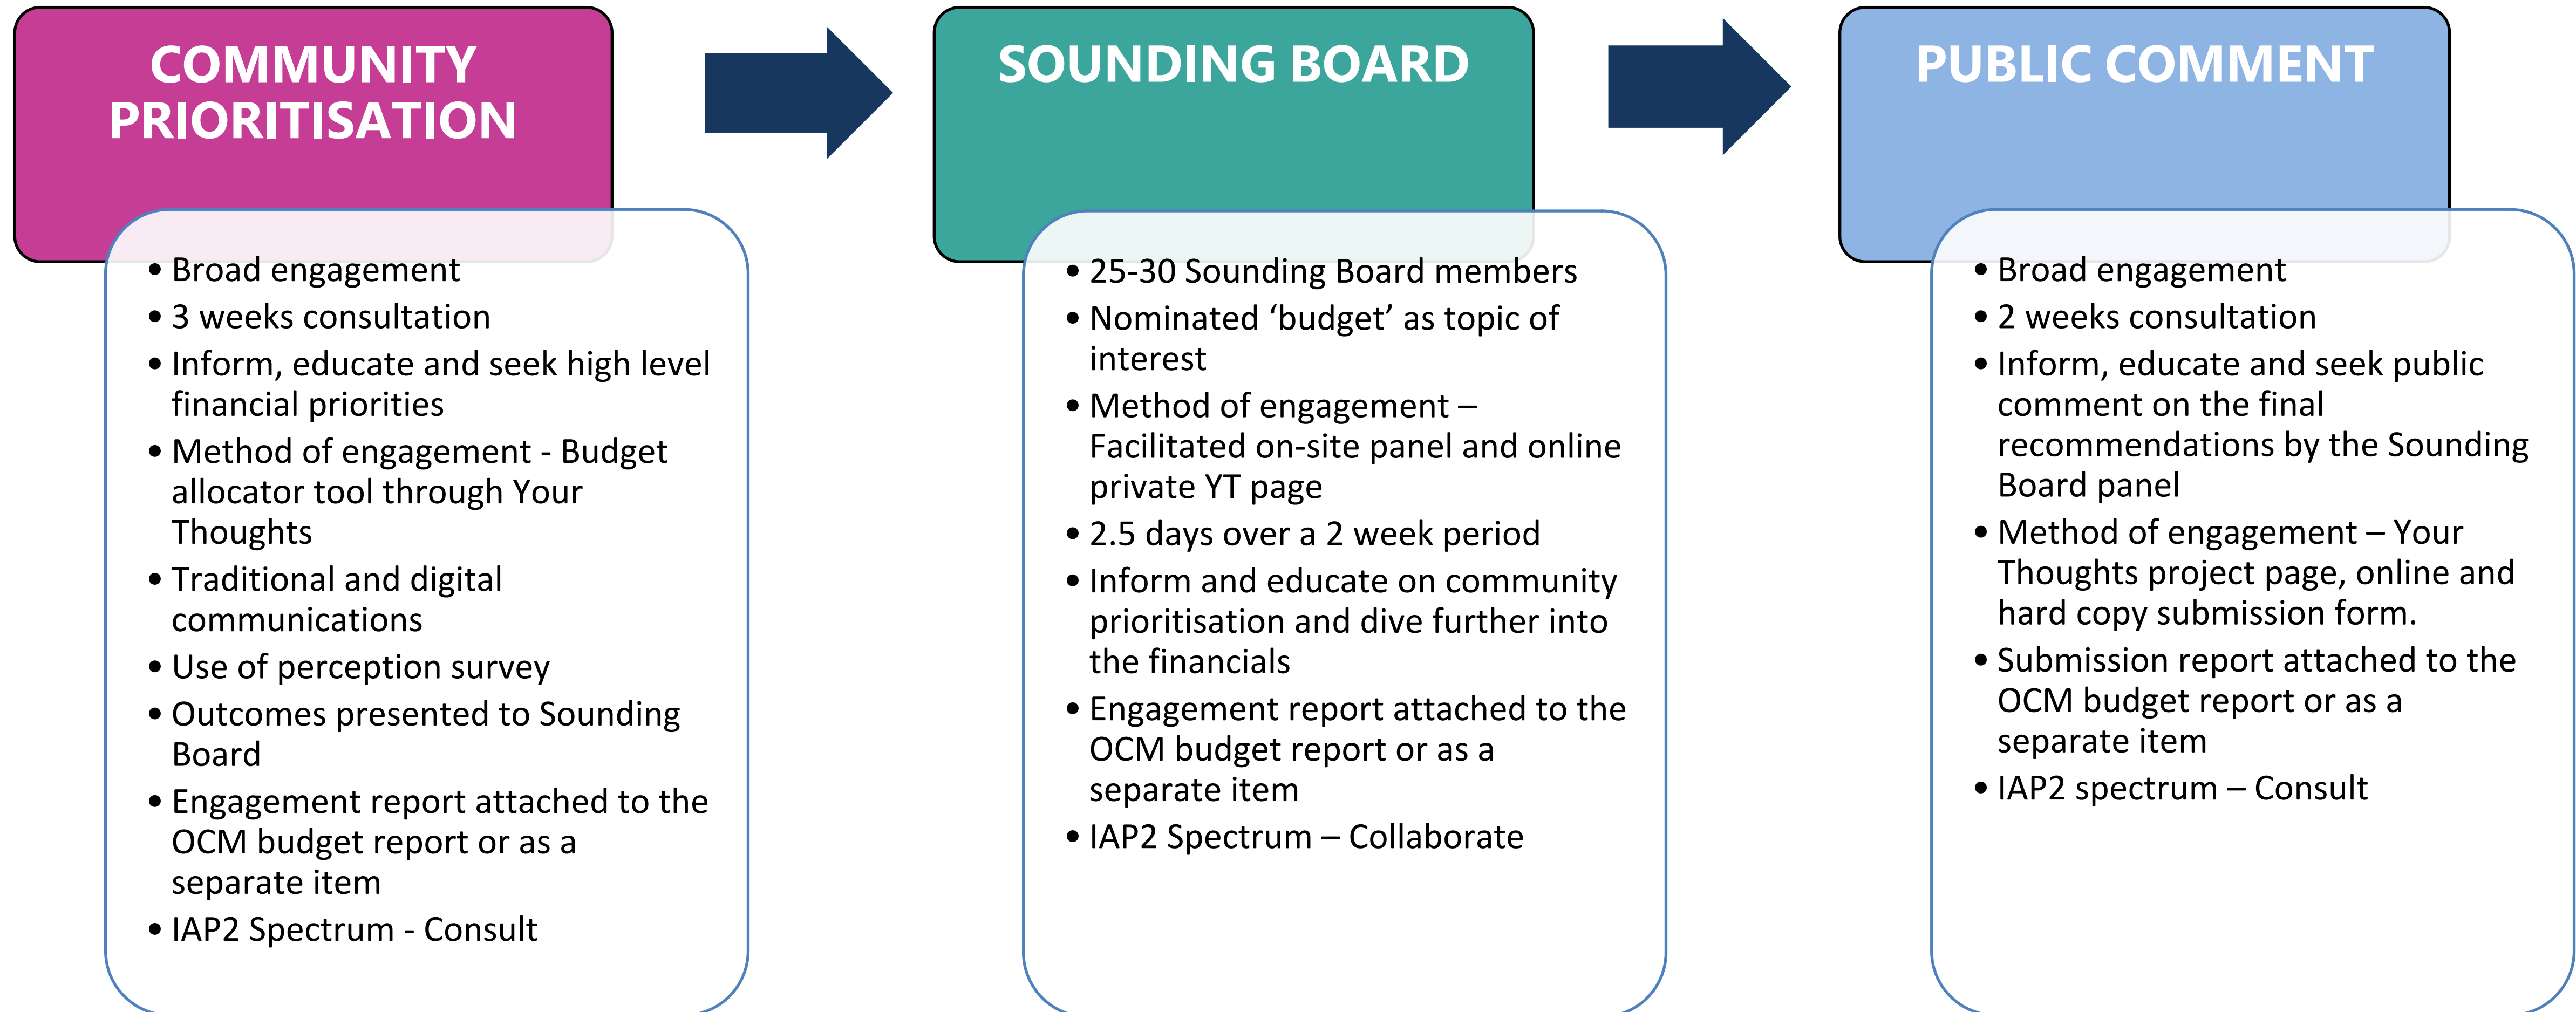 COMMUNITY
PRIORITISATION
• Broad engagement
• 3 weeks consultation
• Inform, educate and seek high level
financial priorities
• Method of engagement - Budget
allocator tool through Your
Thoughts
• Traditional and digital
communications
• Use of perception survey
• Outcomes presented to Sounding
Board
• Engagement report attached to the
OCM budget report or as a
separate item
• IAP2 Spectrum - Consult
SOUNDING BOARD
• 25-30 Sounding Board members
• Nominated ‘budget’ as topic of
interest
• Method of engagement –
Facilitated on-site panel and online
private YT page
• 2.5 days over a 2 week period
• Inform and educate on community
prioritisation and dive further into
the financials
• Engagement report attached to the
OCM budget report or as a
separate item
• IAP2 Spectrum – Collaborate
PUBLIC COMMENT
• Broad engagement
• 2 weeks consultation
• Inform, educate and seek public
comment on the final
recommendations by the Sounding
Board panel
• Method of engagement – Your
Thoughts project page, online and
hard copy submission form.
• Submission report attached to the
OCM budget report or as a
separate item
• IAP2 spectrum – Consult